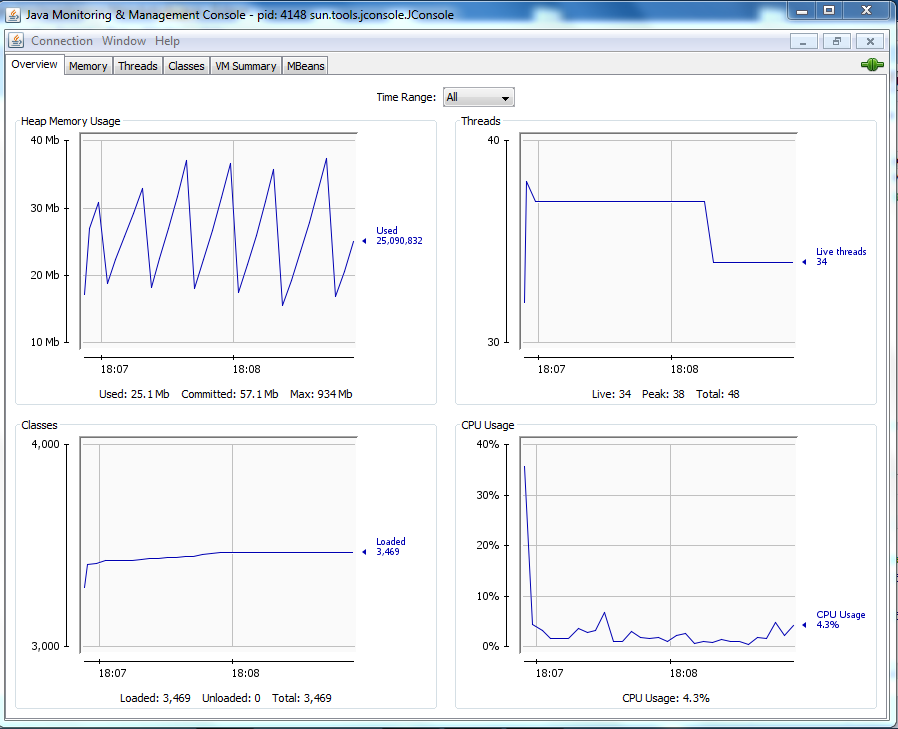 Java Monitoring & Management Console - pid: 4148 sun.tools.jconsole.JConsole
Connection Window Help
Overview Memory Threads Classes VM Summary MBeans
Time Range: All
Heap Memory Usage
40 Mb
30 Mb
20 Mb
10 Mb
Used
25,090,832
18:07 18:08
Used: 25.1 Mb Committed: 57.1 Mb Max: 934 Mb
Threads
40
30
Live threads
34
18:07 18:08
Live: 34 Peak: 38 Total: 48
Classes
4,000
3,000
Loaded
3,469
18:07 18:08
Loaded: 3,469 Unloaded: 0 Total: 3,469
CPU Usage
40%
30%
20%
10%
0%
CPU Usage
4.3%
18:07 18:08
CPU Usage: 4.3%